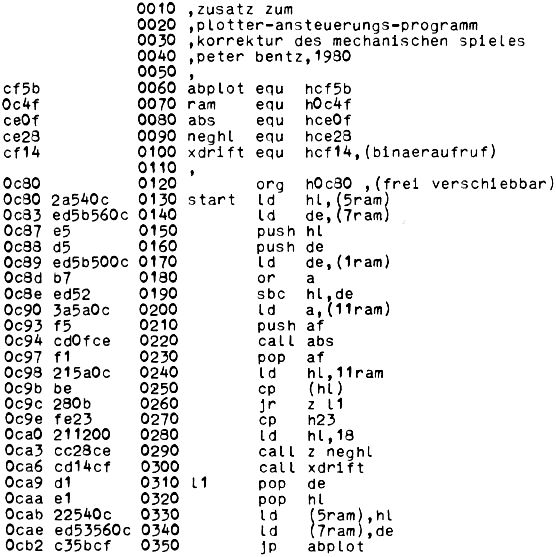 0010 ,zusatz zum
0020 ,plotter-ansteuerungs-programm
0030 ,korrektur des mechanischen spieles
0040 ,peter bentz,1980
0050 ,
cf5b 0060 abplot equ hcf5b
0c4f 0070 ram equ h0c4f
ce0f 0080 abs equ hce0f
ce28 0090 neghl hce28
cf14 0100 xdrift equ hcf14,(binaeraufruf)
0110 ,
0c80 0120 org h0c80 ,(frei verschiebbar)
0c80 2a540c 0130 start ld hl,(5ram)
0c83 ed5b560c 0140 ld de,(7ram)
0c87 e5 0150 push hl
0c88 d5 0160 push de
0c89 ed5b500c 0170 ld de,(1ram)
0c8d b7 0180 or a
0c8e ed52 0190 sbc hl,de
0c90 3a5a0c 0200 ld a,(11ram)
0c93 f5 0210 push af
0c94 cd0fce 0220 call abs
0c97 f1 0230 pop af
0c98 215a0c 0240 ld hl,11ram
0c9b be 0250 cp (hl)
0c9c 280b 0260 jr z l1
0c9e fe23 0270 cp h23
0ca0 211200 0280 ld hl,18
0ca3 cc28ce 0290 call z neghl
0ca6 cd14cf 0300 call xdrift
0ca9 d1 0310 l1 pop de
0caa e1 0320 pop hl
0cab 22540c 0330 ld (5ram),hl
0cae ed53560c 0340 ld (7ram),de
0cb2 c35bcf 0350 jp abplot